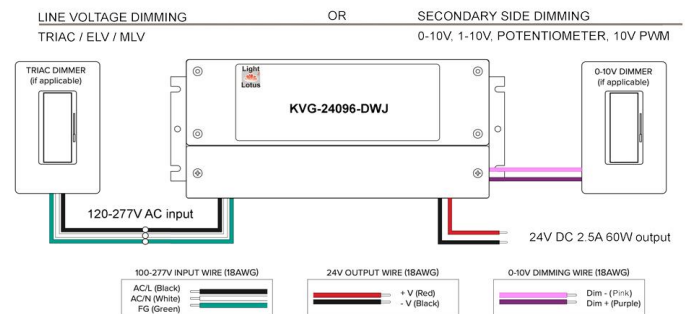 LINE VOLTAGE DIMMING OR SECONDARY SIDE DIMMING
TRIAC / ELV / MLV 0-10V, 1-10V, POTENTIOMETER, 10V PWM
TRIAC DIMMER
(if applicable)
Light
Lotus
KVG-24096-DWJ
0-10V DIMMER
(if applicable)
120-277V AC input
24V DC 2.5A 60W output
100-277V INPUT WIRE (18AWG)
AC/L (Black)
AC/N (White)
FG (Green)
24V OUTPUT WIRE (18AWG)
+ V (Red)
- V (Black)
0-10V DIMMING WIRE (18AWG)
Dim - (Pink)
Dim + (Purple)